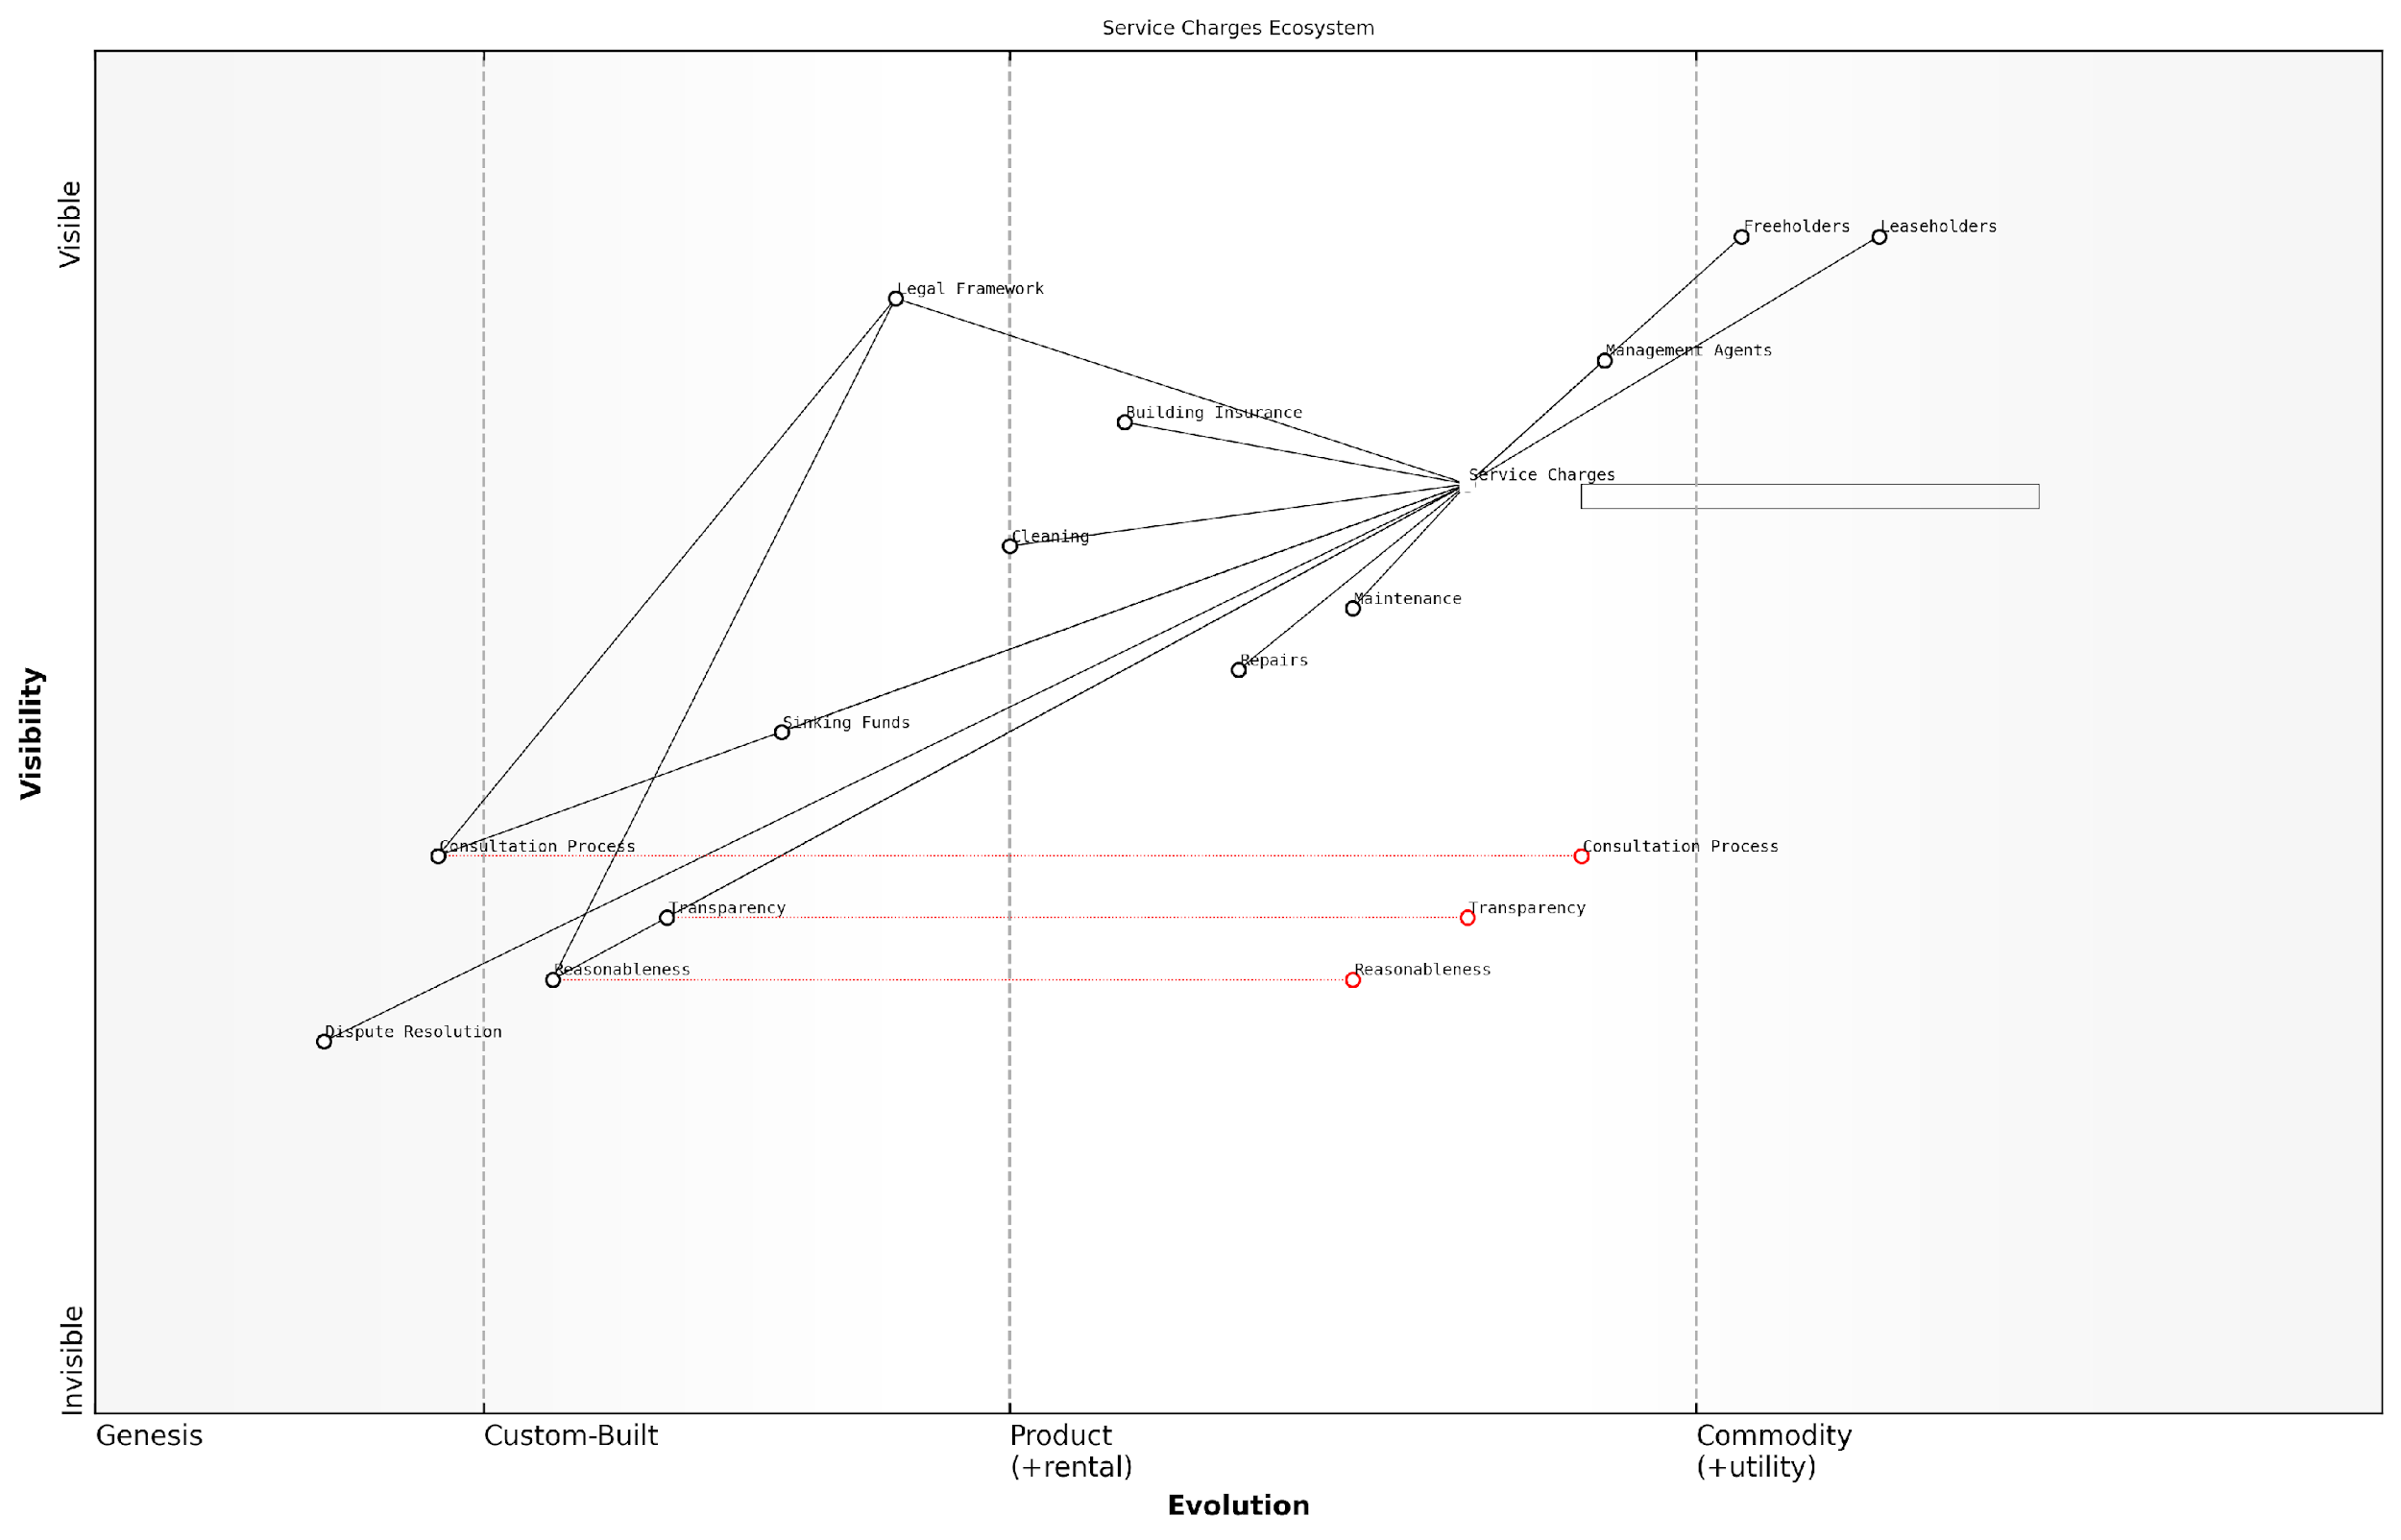 Service Charges Ecosystem
Visible
Freeholders
Leaseholders
Legal Framework
Management Agents
Building Insurance
Service Charges
Cleaning
Maintenance
Repairs
Visibility
Sinking Funds
Consultation Process
Consultation Process
Transparency
Transparency
Reasonableness
Reasonableness
Dispute Resolution
Invisible
Genesis
Custom-Built
Product
(+rental)
Commodity
(+utility)
Evolution